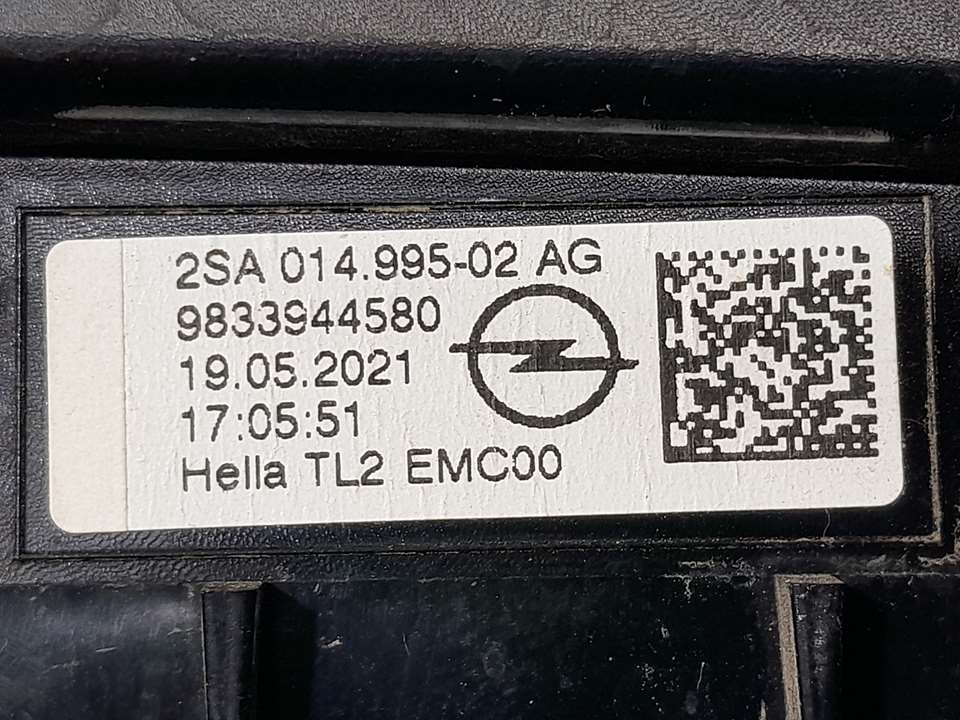 2SA 014.995-02 AG
9833944580
19.05.2021
17:05:51
Hella TL2 EMC00